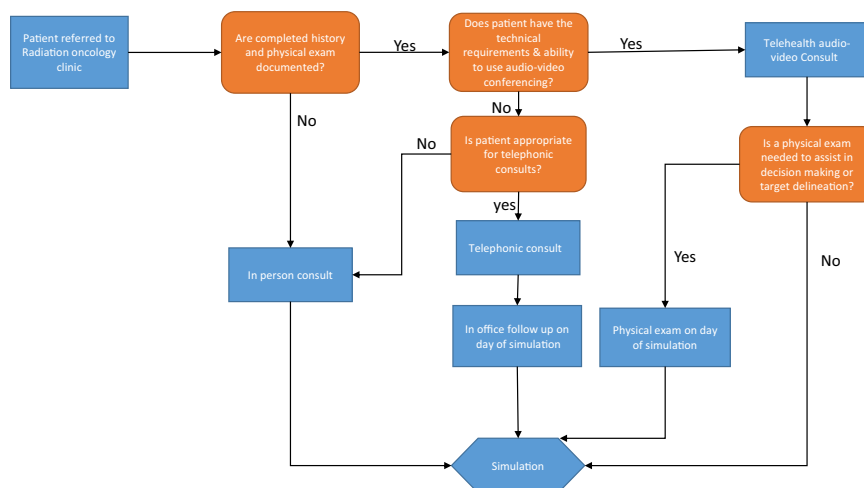 Patient referred to
Radiation oncology
clinic
Are completed history
and physical exam
documented?
Yes
Does patient have the
technical
requirements & ability
to use audio-video
conferencing?
Yes
Telehealth audio-
video Consult
No
No
No
Is patient appropriate
for telephonic
consults?
Is a physical exam
needed to assist in
decision making or
target delineation?
yes
In person consult
Telephonic consult
Yes
No
In office follow up on
day of simulation
Physical exam on day
of simulation
Simulation